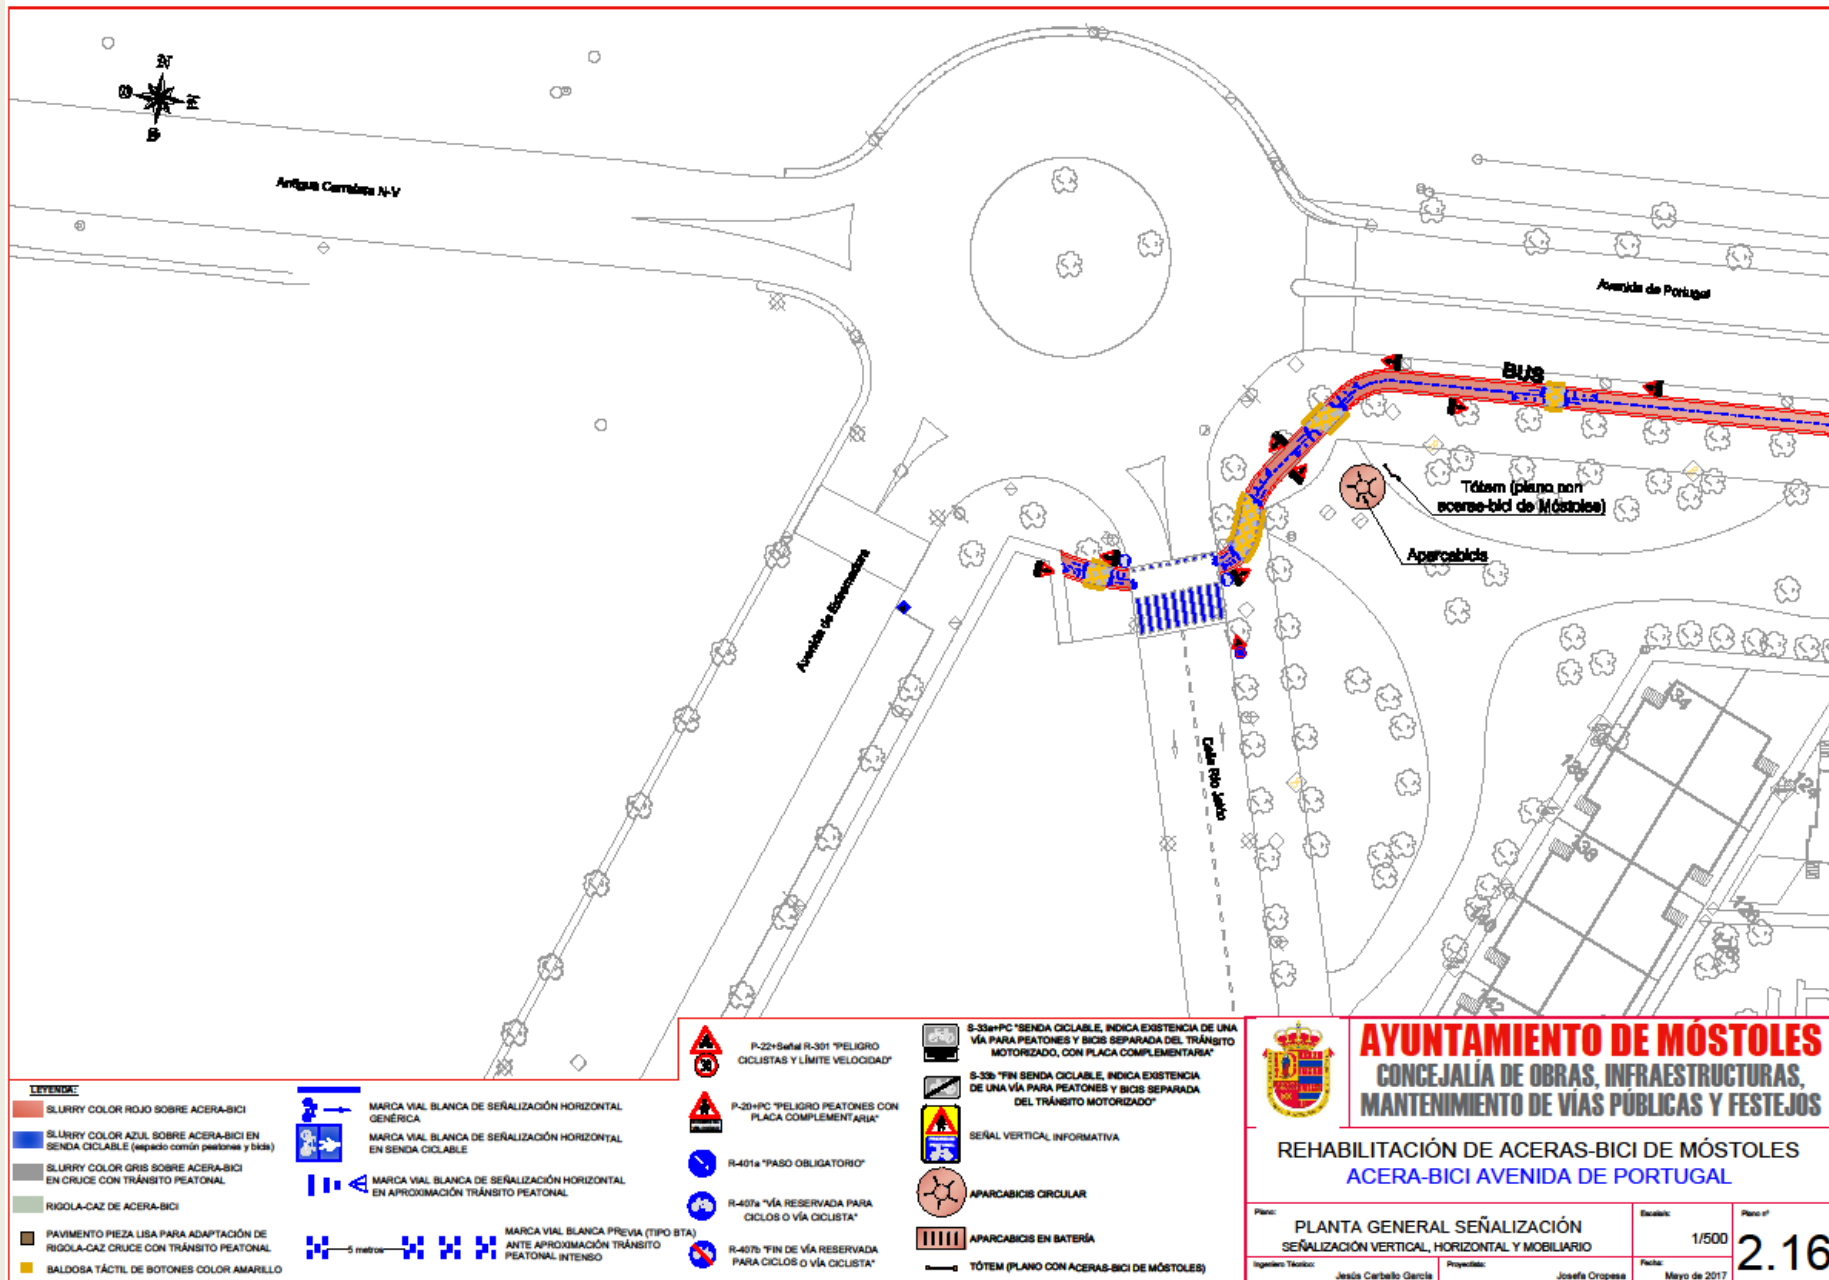 N
E
S
Antigua Carretera N-V
Avenida de Portugal
BUS
Tótem (plano con
aceras-bici de Móstoles)
Aparcabicis
Avenida de Extremadura
Calle Río Jalón
134
136
138
142
LEYENDA:
SLURRY COLOR ROJO SOBRE ACERA-BICI
SLURRY COLOR AZUL SOBRE ACERA-BICI EN
SENDA CICLABLE (espacio común peatones y bicis)
SLURRY COLOR GRIS SOBRE ACERA-BICI
EN CRUCE CON TRÁNSITO PEATONAL
RIGOLA-CAZ DE ACERA-BICI
PAVIMENTO PIEZA LISA PARA ADAPTACIÓN DE
RIGOLA-CAZ CRUCE CON TRÁNSITO PEATONAL
BALDOSA TÁCTIL DE BOTONES COLOR AMARILLO
MARCA VIAL BLANCA DE SEÑALIZACIÓN HORIZONTAL
GENÉRICA
MARCA VIAL BLANCA DE SEÑALIZACIÓN HORIZONTAL
EN SENDA CICLABLE
MARCA VIAL BLANCA DE SEÑALIZACIÓN HORIZONTAL
EN APROXIMACIÓN TRÁNSITO PEATONAL
5 metros
MARCA VIAL BLANCA PREVIA (TIPO BTA)
ANTE APROXIMACIÓN TRÁNSITO
PEATONAL INTENSO
30
P-22+Señal R-301 "PELIGRO
CICLISTAS Y LÍMITE VELOCIDAD"
P-20+PC "PELIGRO PEATONES CON
PLACA COMPLEMENTARIA"
R-401a "PASO OBLIGATORIO"
R-407a "VÍA RESERVADA PARA
CICLOS O VÍA CICLISTA"
R-407b "FIN DE VÍA RESERVADA
PARA CICLOS O VÍA CICLISTA"
S-33a+PC "SENDA CICLABLE, INDICA EXISTENCIA DE UNA
VÍA PARA PEATONES Y BICIS SEPARADA DEL TRÁNSITO
MOTORIZADO, CON PLACA COMPLEMENTARIA"
S-33b "FIN SENDA CICLABLE, INDICA EXISTENCIA
DE UNA VÍA PARA PEATONES Y BICIS SEPARADA
DEL TRÁNSITO MOTORIZADO"
SEÑAL VERTICAL INFORMATIVA
APARCABICIS CIRCULAR
APARCABICIS EN BATERÍA
TÓTEM (PLANO CON ACERAS-BICI DE MÓSTOLES)
AYUNTAMIENTO DE MÓSTOLES
CONCEJALÍA DE OBRAS, INFRAESTRUCTURAS,
MANTENIMIENTO DE VÍAS PÚBLICAS Y FESTEJOS
REHABILITACIÓN DE ACERAS-BICI DE MÓSTOLES
ACERA-BICI AVENIDA DE PORTUGAL
Plano:
PLANTA GENERAL SEÑALIZACIÓN
SEÑALIZACIÓN VERTICAL, HORIZONTAL Y MOBILIARIO
Escala:
1/500
Plano nº
2.16
Ingeniero Técnico:
Jesús Carballo García
Proyectista:
Josefa Oropesa
Fecha:
Mayo de 2017